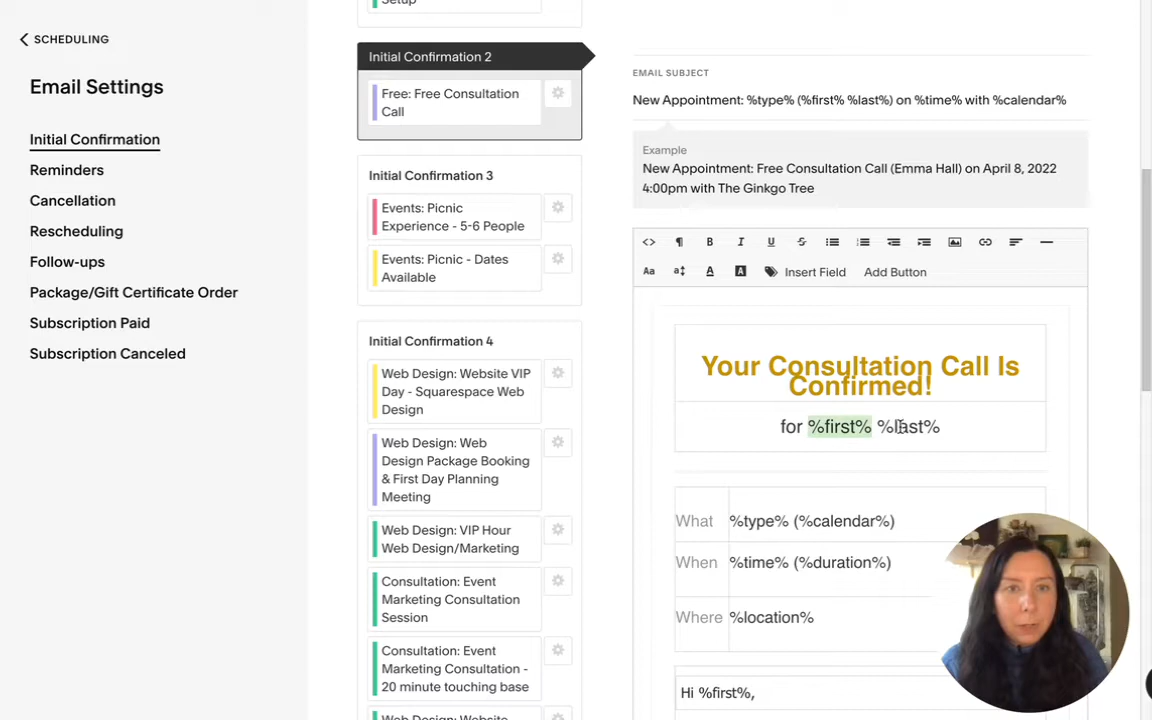 SCHEDULING
Email Settings
Initial Confirmation
Reminders
Cancellation
Rescheduling
Follow-ups
Package/Gift Certificate Order
Subscription Paid
Subscription Canceled
Setup
Initial Confirmation 2
Free: Free Consultation
Call
Initial Confirmation 3
Events: Picnic
Experience - 5-6 People
Events: Picnic - Dates
Available
Initial Confirmation 4
Web Design: Website VIP
Day - Squarespace Web
Design
Web Design: Web
Design Package Booking
& First Day Planning
Meeting
Web Design: VIP Hour
Web Design/Marketing
Consultation: Event
Marketing Consultation
Session
Consultation: Event
Marketing Consultation -
20 minute touching base
Web Design: Website
EMAIL SUBJECT
New Appointment: %type% (%first% %last%) on %time% with %calendar%
Example
New Appointment: Free Consultation Call (Emma Hall) on April 8, 2022
4:00pm with The Ginkgo Tree
Insert Field Add Button
Your Consultation Call Is
Confirmed!
for %first% %last%
What %type% (%calendar%)
When %time% (%duration%)
Where %location%
Hi %first%,